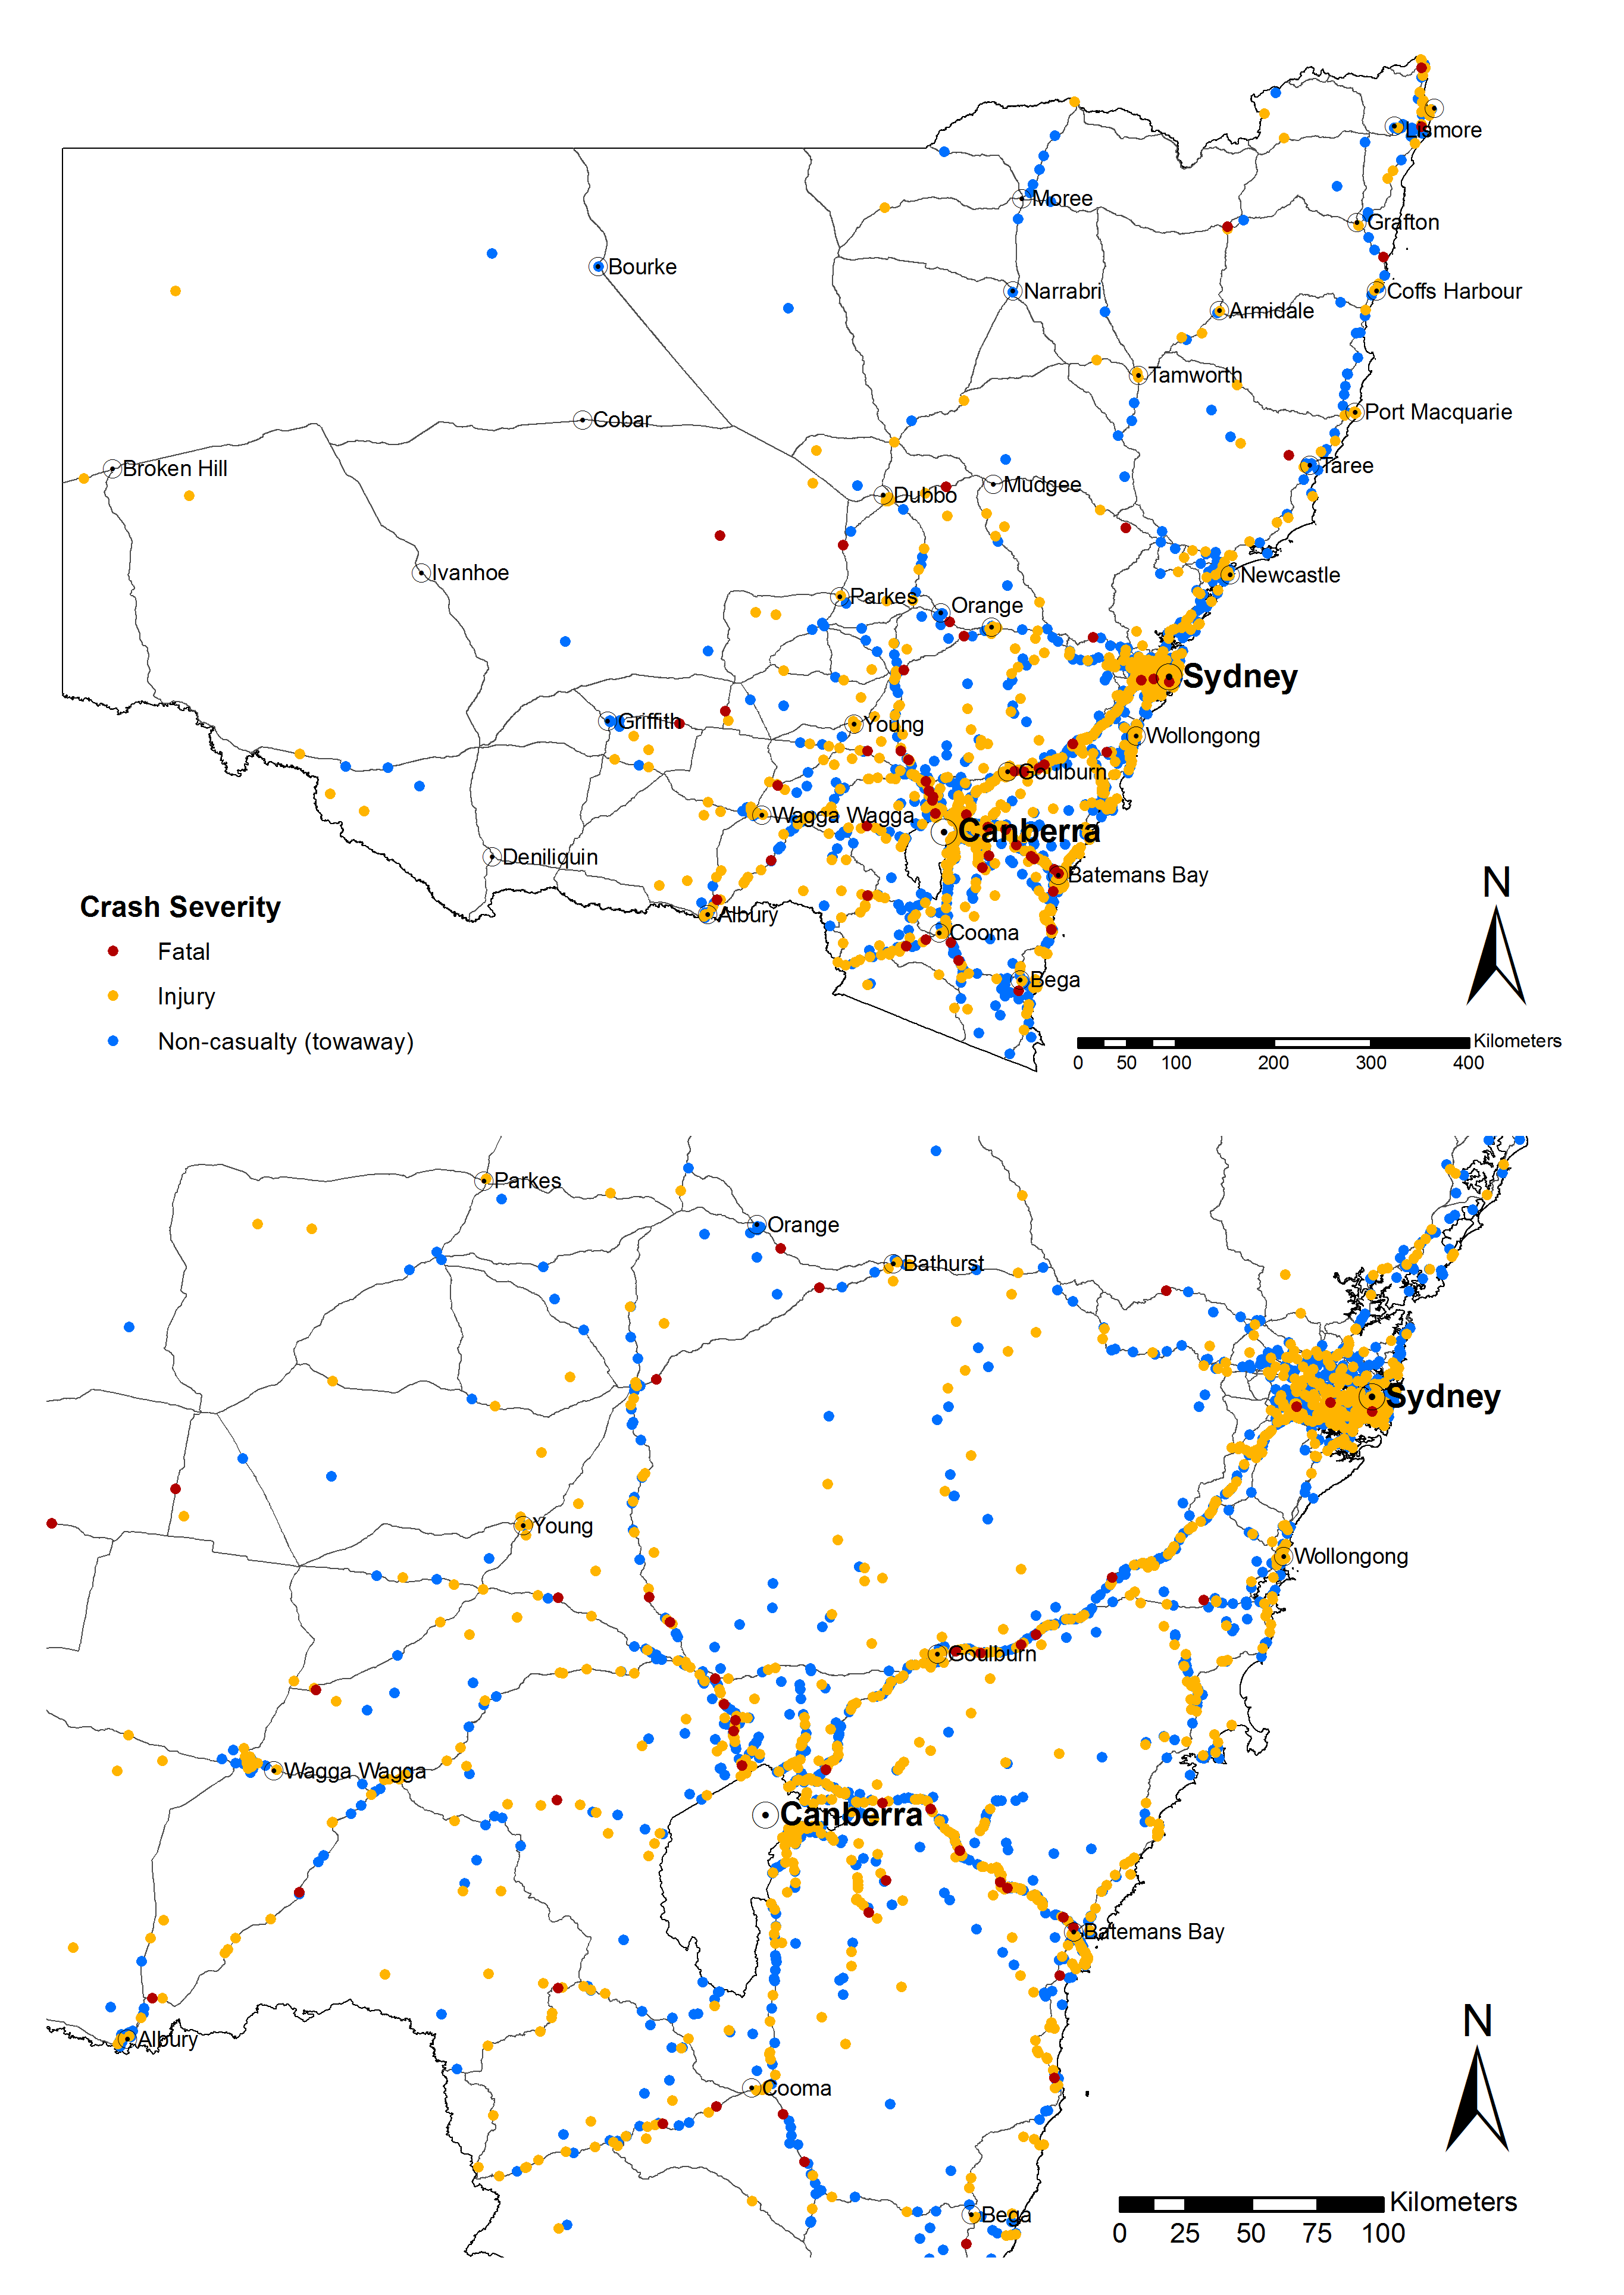 Lismore
Moree
Grafton
Bourke
Narrabri
Coffs Harbour
Armidale
Tamworth
Cobar
Port Macquarie
Broken Hill
Taree
Dubbo
Mudgee
Ivanhoe
Newcastle
Parkes
Orange
Sydney
Griffith
Young
Wollongong
Goulburn
Wagga Wagga
Canberra
Deniliquin
Batemans Bay
Albury
Cooma
Bega
Crash Severity
Fatal
Injury
Non-casualty (towaway)
N
Kilometers
0 50 100 200 300 400
Parkes
Orange
Bathurst
Sydney
Young
Wollongong
Goulburn
Wagga Wagga
Canberra
Batemans Bay
Albury
Cooma
Bega
N
Kilometers
0 25 50 75 100